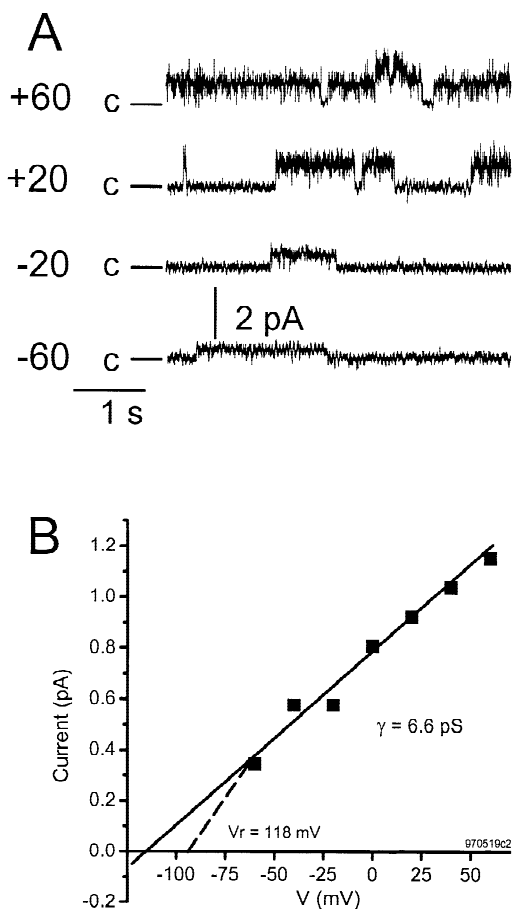 A
+60 C
+20 C
-20 C
2 pA
-60 C
1 s
B
Current (pA)
1.2
1.0
0.8
0.6
0.4
0.2
0.0
-0.2
γ = 6.6 pS
Vr = 118 mV
970519c2
-100 -75 -50 -25 0 25 50
V (mV)